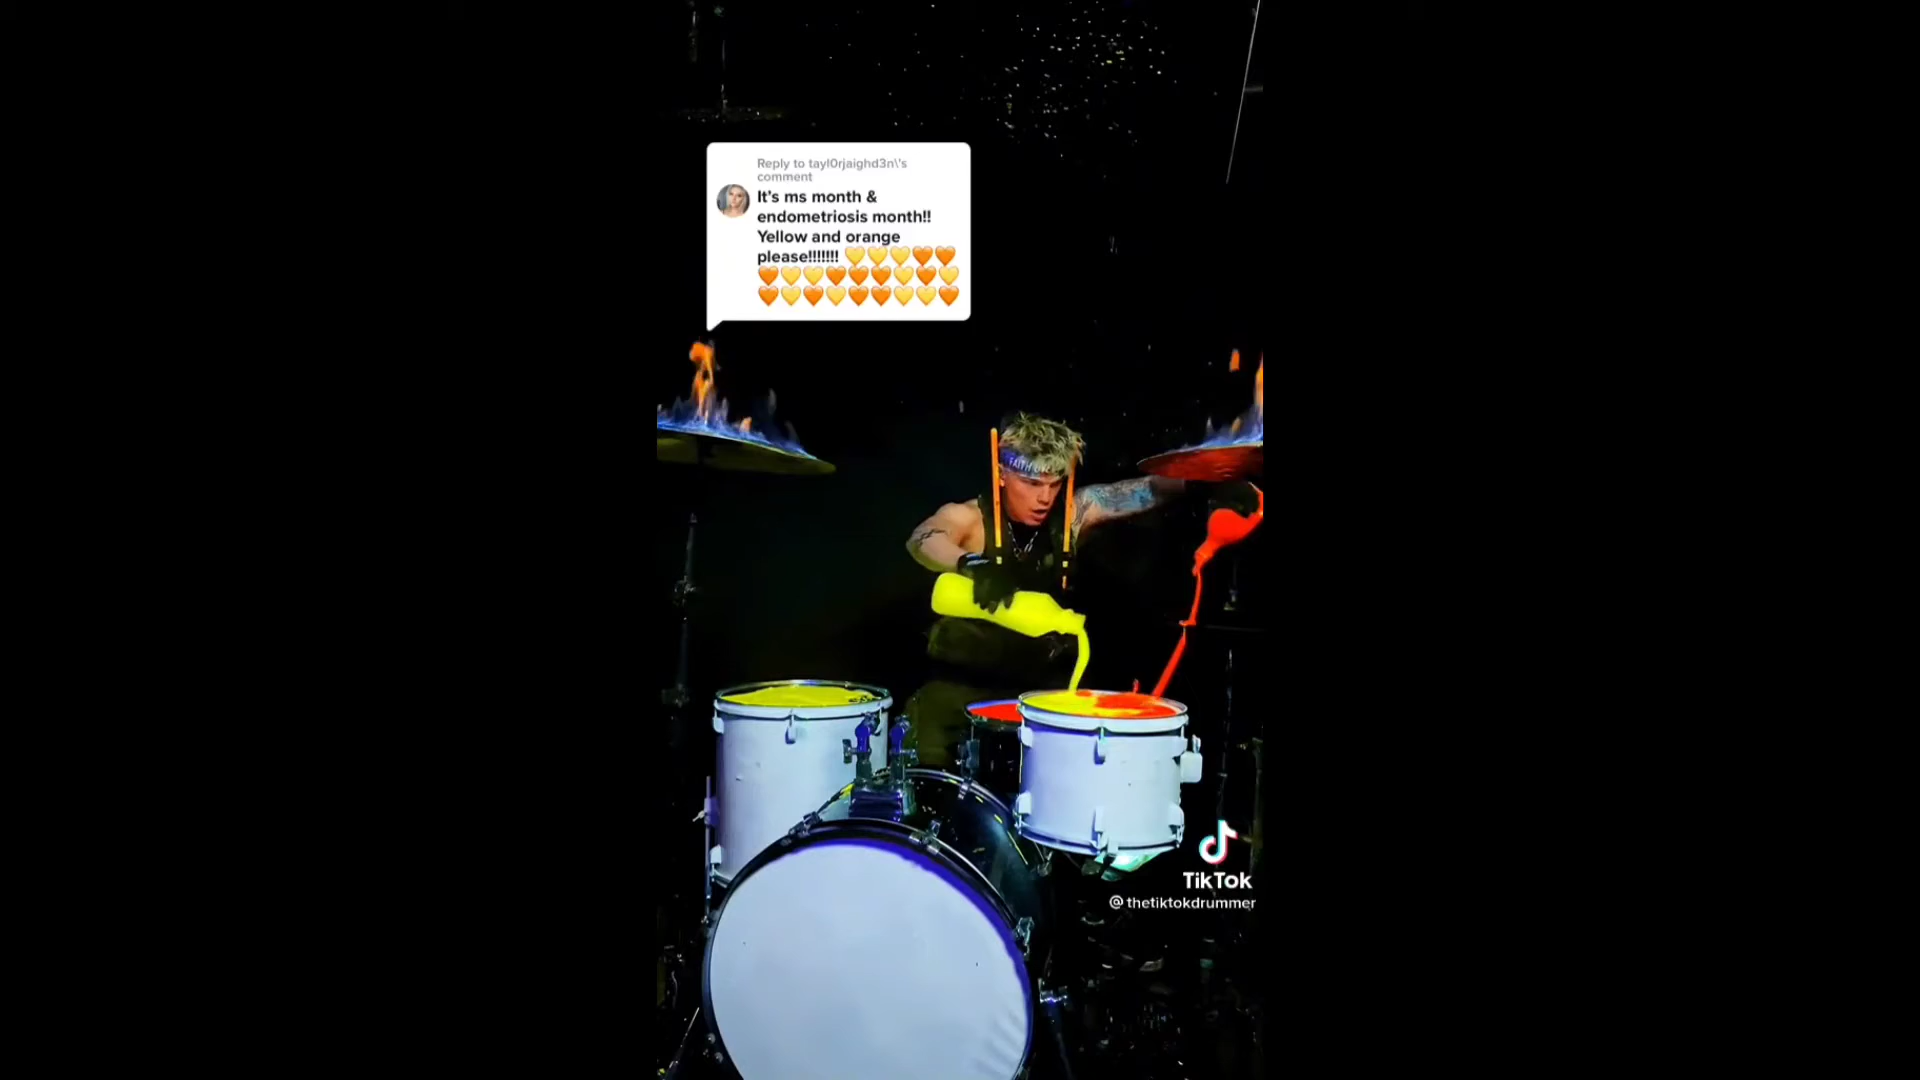 Reply to tayl0rjaighd3n\'s
comment
It's ms month &
endometriosis month!!
Yellow and orange
please!!!!!!! 💛💛💛🧡🧡
🧡💛💛🧡🧡🧡💛🧡💛
🧡💛🧡💛🧡🧡💛💛🧡
TikTok
@thetiktokdrummer